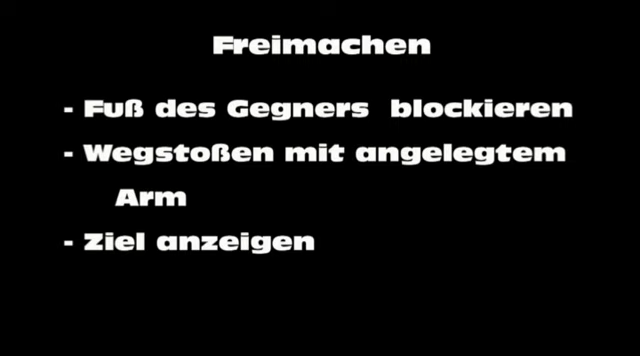 Freimachen
- Fuß des Gegners blockieren
- Wegstoßen mit angelegtem
Arm
- Ziel anzeigen